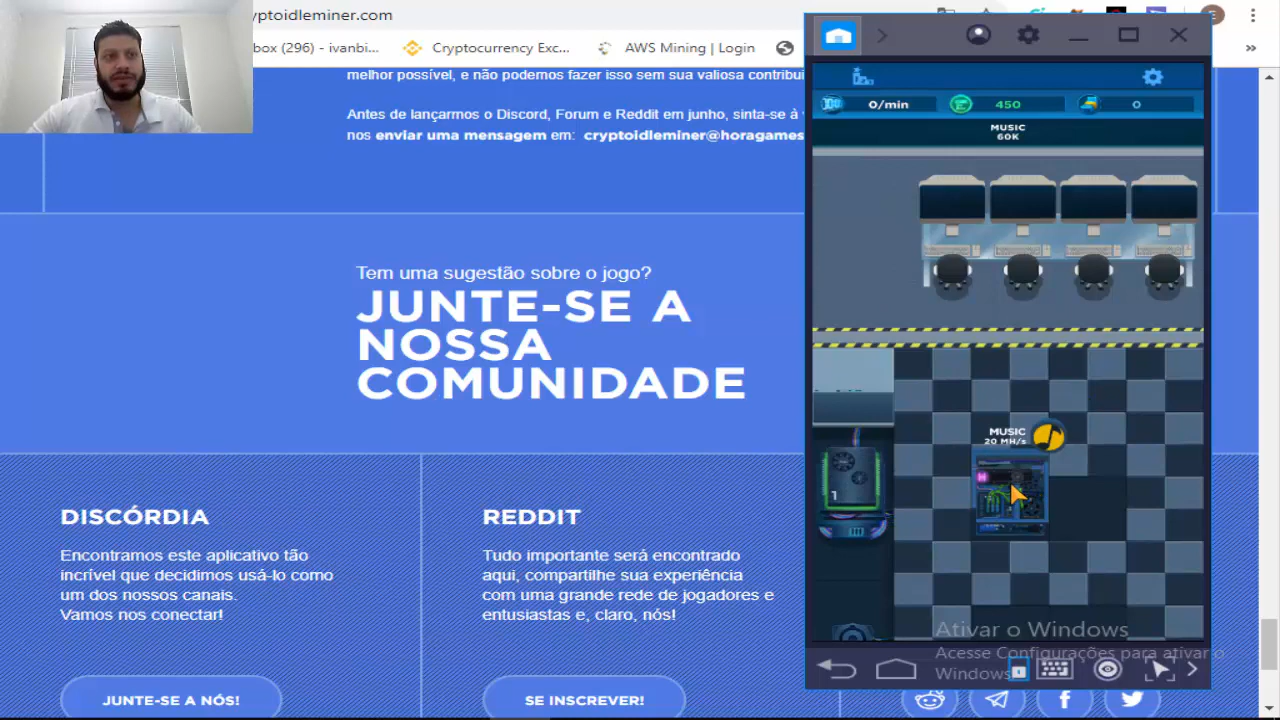 yptoidleminer.com
box (296) - ivanbi...
Cryptocurrency Exc...
AWS Mining | Login
E
»
melhor possível, e não podemos fazer isso sem sua valiosa contribui
Antes de lançarmos o Discord, Forum e Reddit em junho, sinta-se à v
nos enviar uma mensagem em: cryptoidleminer@horagames
Tem uma sugestão sobre o jogo?
JUNTE-SE A
NOSSA
COMUNIDADE
DISCÓRDIA
Encontramos este aplicativo tão
incrível que decidimos usá-lo como
um dos nossos canais.
Vamos nos conectar!
JUNTE-SE A NÓS!
REDDIT
Tudo importante será encontrado
aqui, compartilhe sua experiência
com uma grande rede de jogadores e
entusiastas e, claro, nós!
SE INSCREVER!
0/min
450
0
MUSIC
60K
MUSIC
20 MH/s
1
Ativar o Windows
Acesse Configurações para ativar o
Windows.